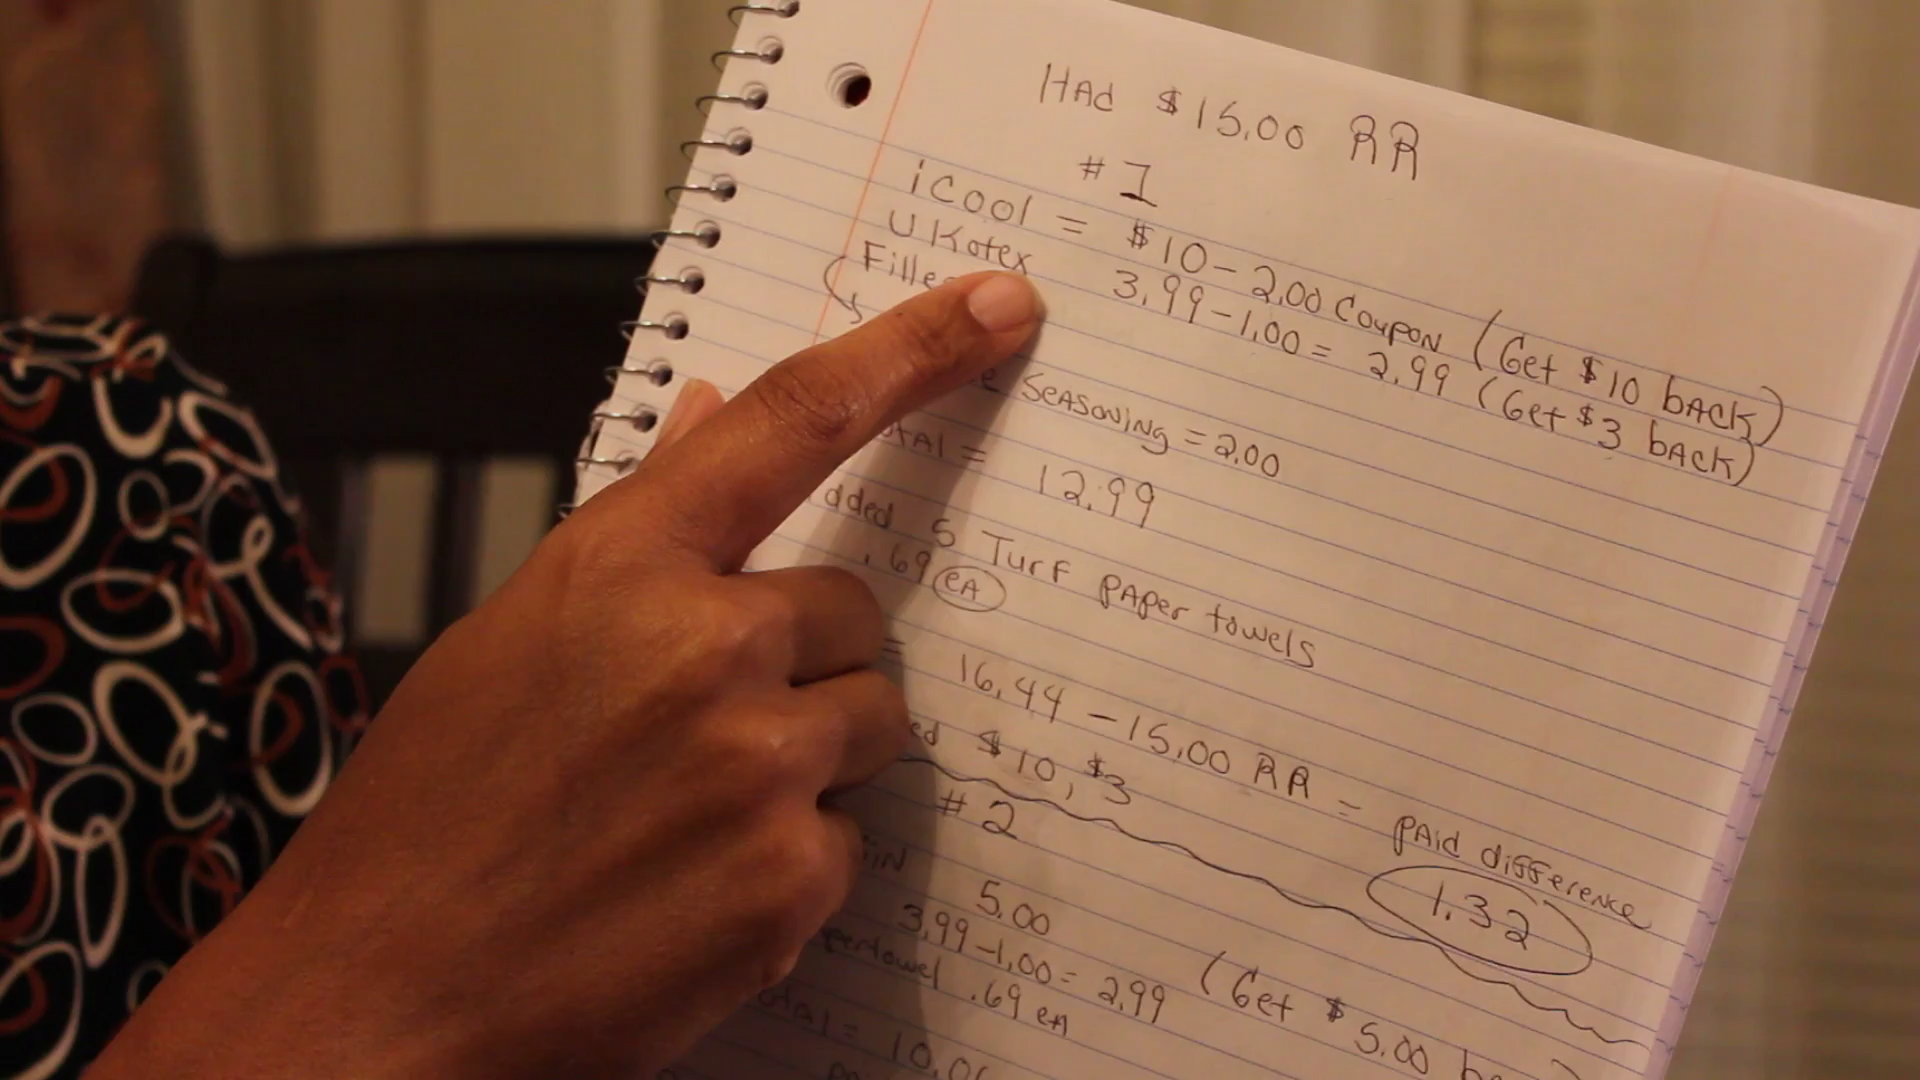 HAd $15.00 RR
#1
iCool = $10 - 2.00 Coupon (Get $10 bACK)
U Kotex 3.99 - 1.00 = 2.99 (Get $3 bACK)
SeASoNiNg = 2.00
= 12.99
5 Turf pAper towels
.69 eA
= 16.44 - 15.00 RR = pAid difference
1.32
$10, $3
#2
5.00 (Get $5.00
3.99 - 1.00 = 2.99
.69 eA